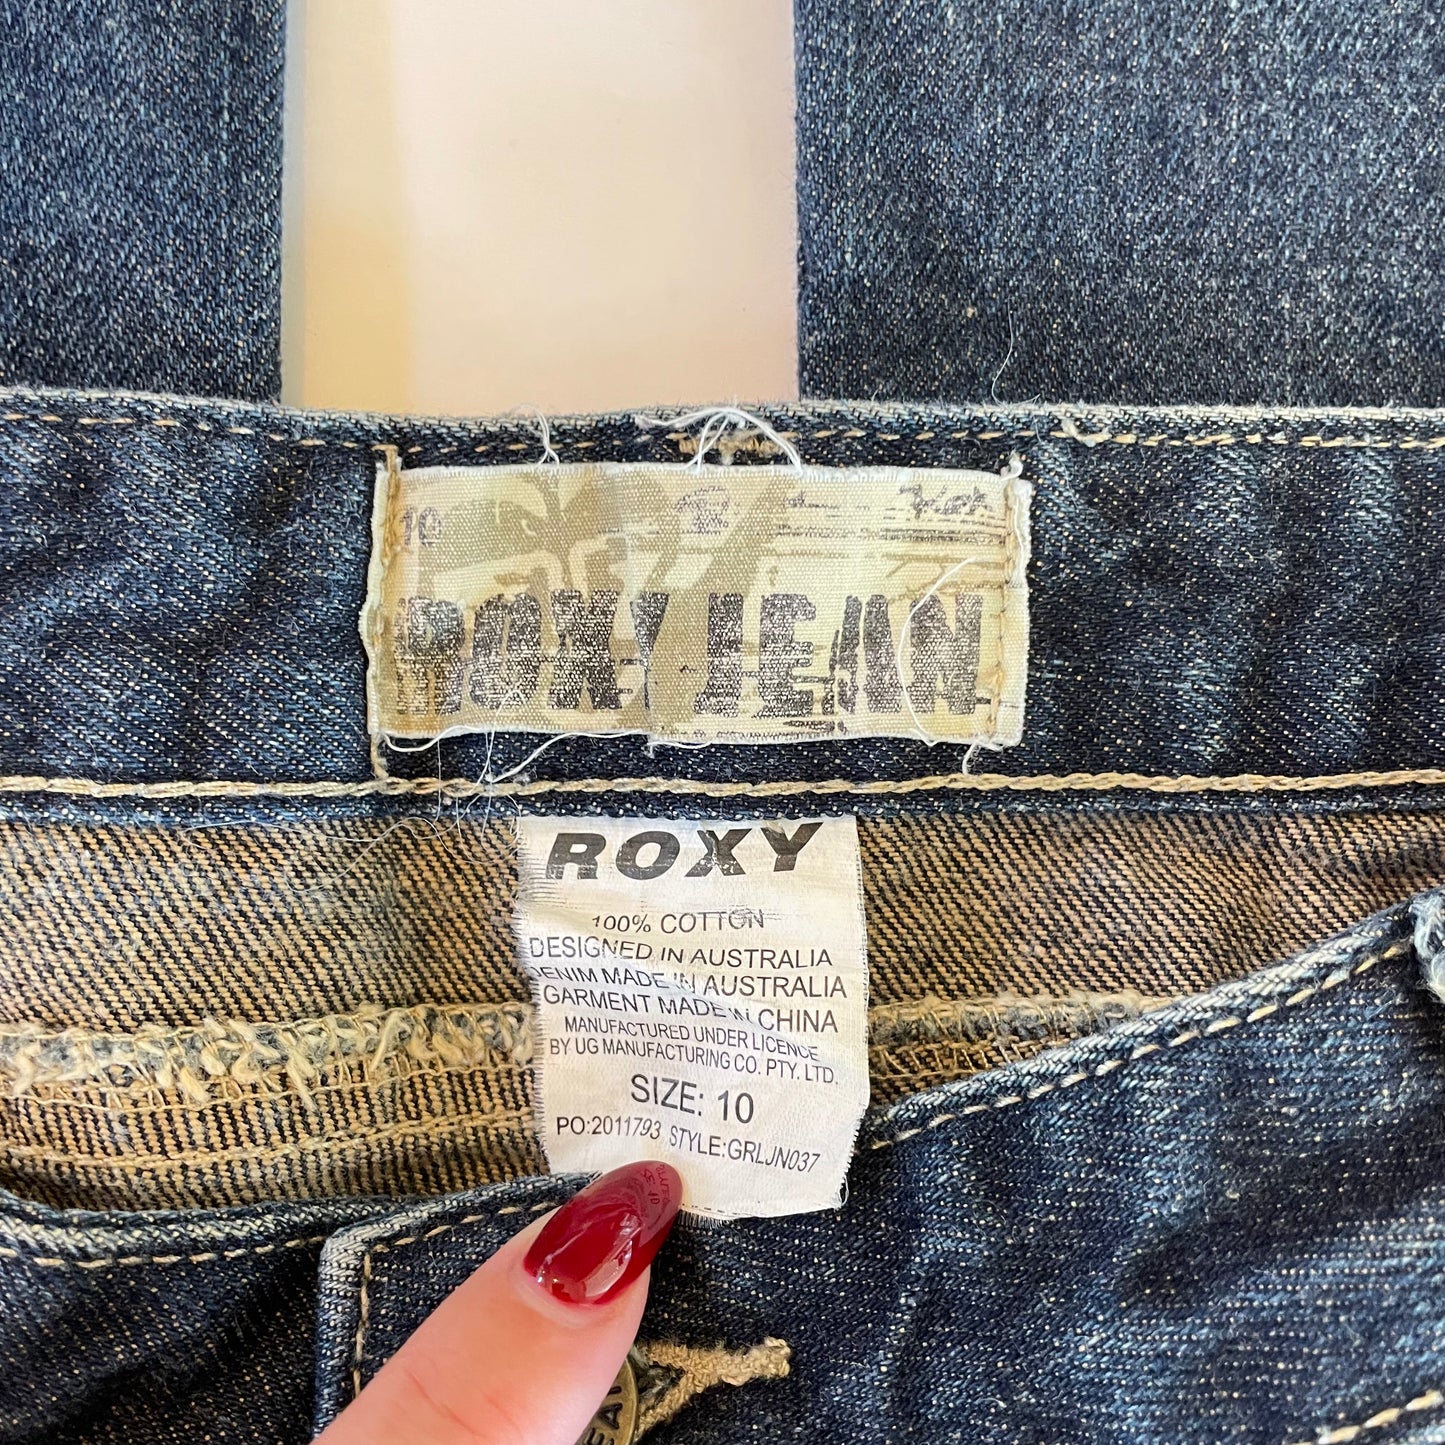 10
ROXY JEAN
ROXY
100% COTTON
DESIGNED IN AUSTRALIA
DENIM MADE IN AUSTRALIA
GARMENT MADE IN CHINA
MANUFACTURED UNDER LICENCE
BY UG MANUFACTURING CO. PTY. LTD.
SIZE: 10
PO:2011793 STYLE:GRLJN037